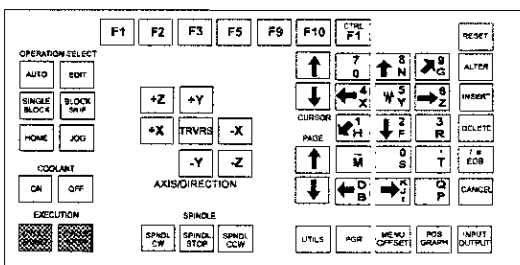 F1 F2 F3 F5 F9 F10 CTRL F1
RESET
OPERATION SELECT
AUTO EDIT
SINGLE BLOCK BLOCK SKIP
HOME JOG
COOLANT
ON OFF
EXECUTION
+Z +Y
+X TRVRS -X
-Y -Z
AXIS/DIRECTION
SPINDLE
SPNDL CW SPINDL STOP SPNDL CCW
CURSOR
PAGE
7 O 8 N 9 G
4 X W 5 Y 6 Z
1 H 2 F 3 R
M 0 S T
D B K J I Q P
ALTER
INSERT
DELETE
/ # EOB
CANCEL
UTILS PGR MENU OFFSET POS GRAPH INPUT OUTPUT